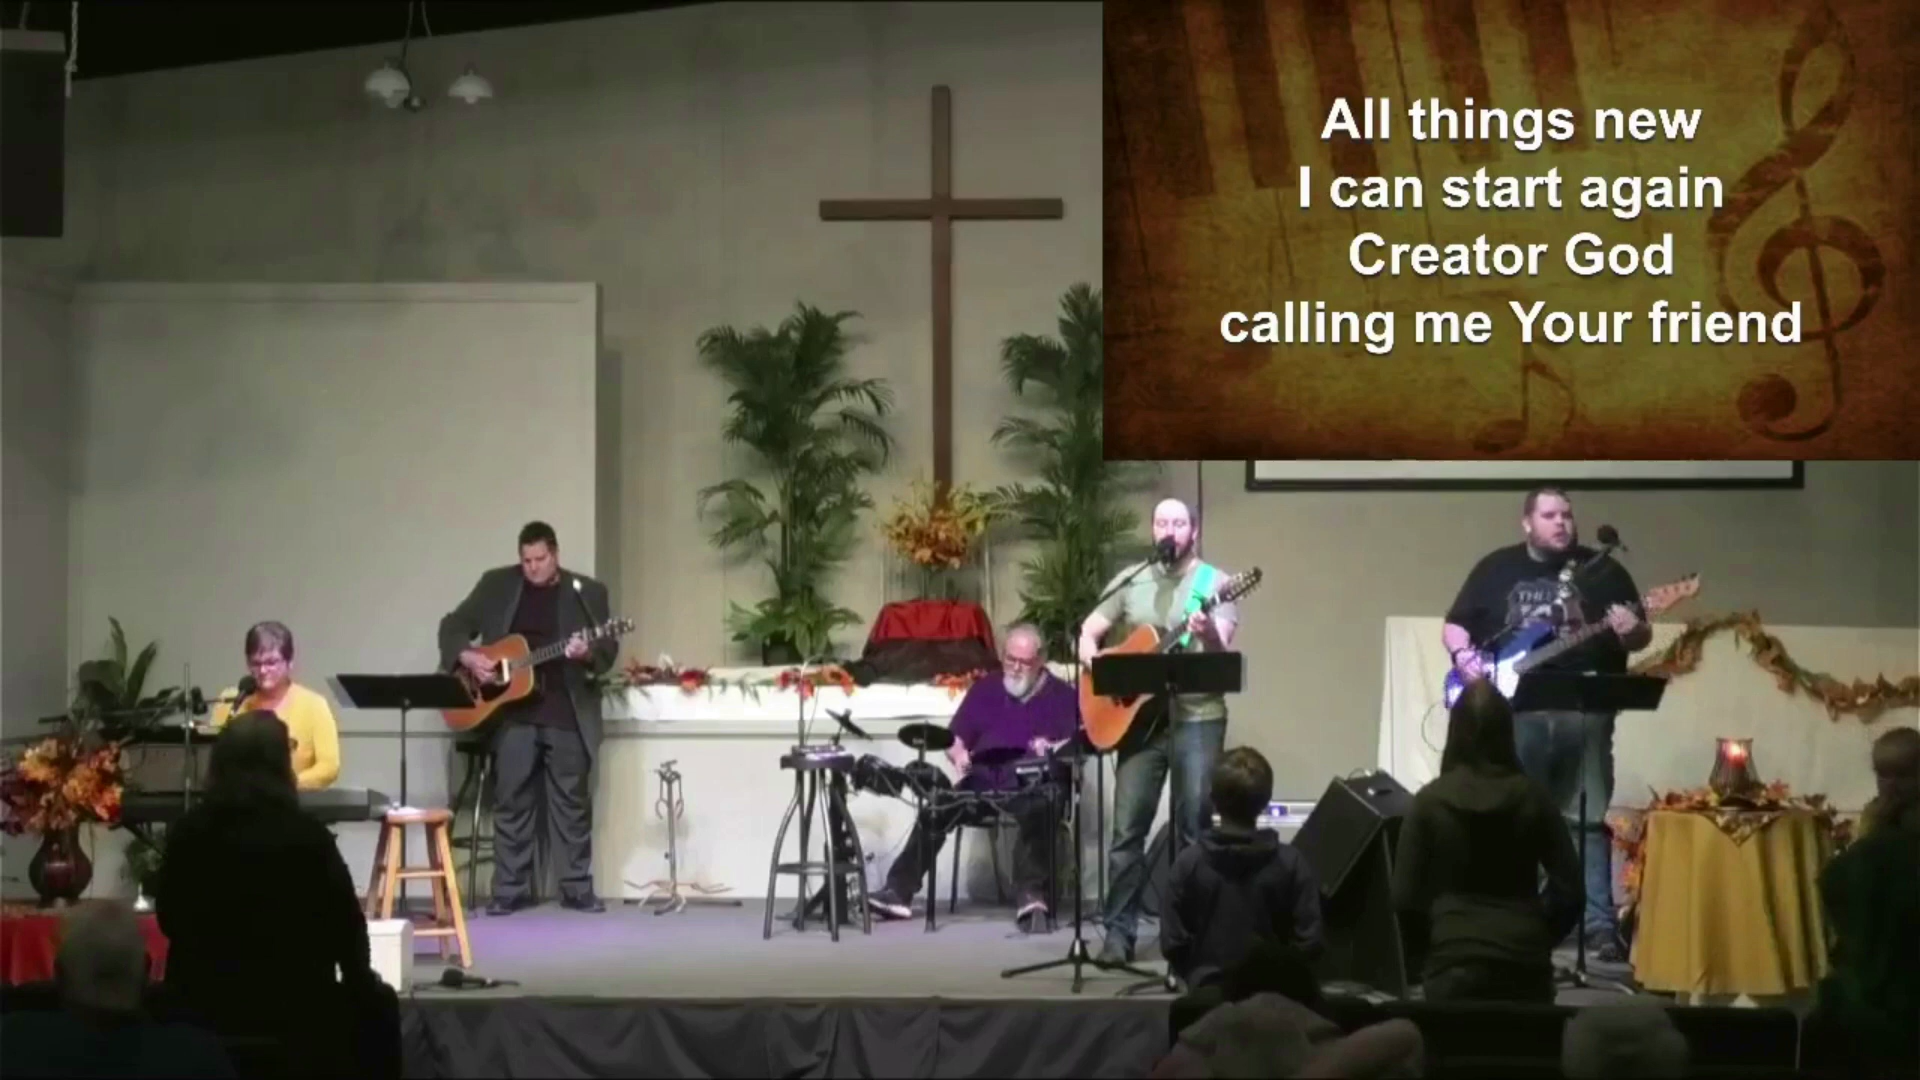 All things new
I can start again
Creator God
calling me Your friend